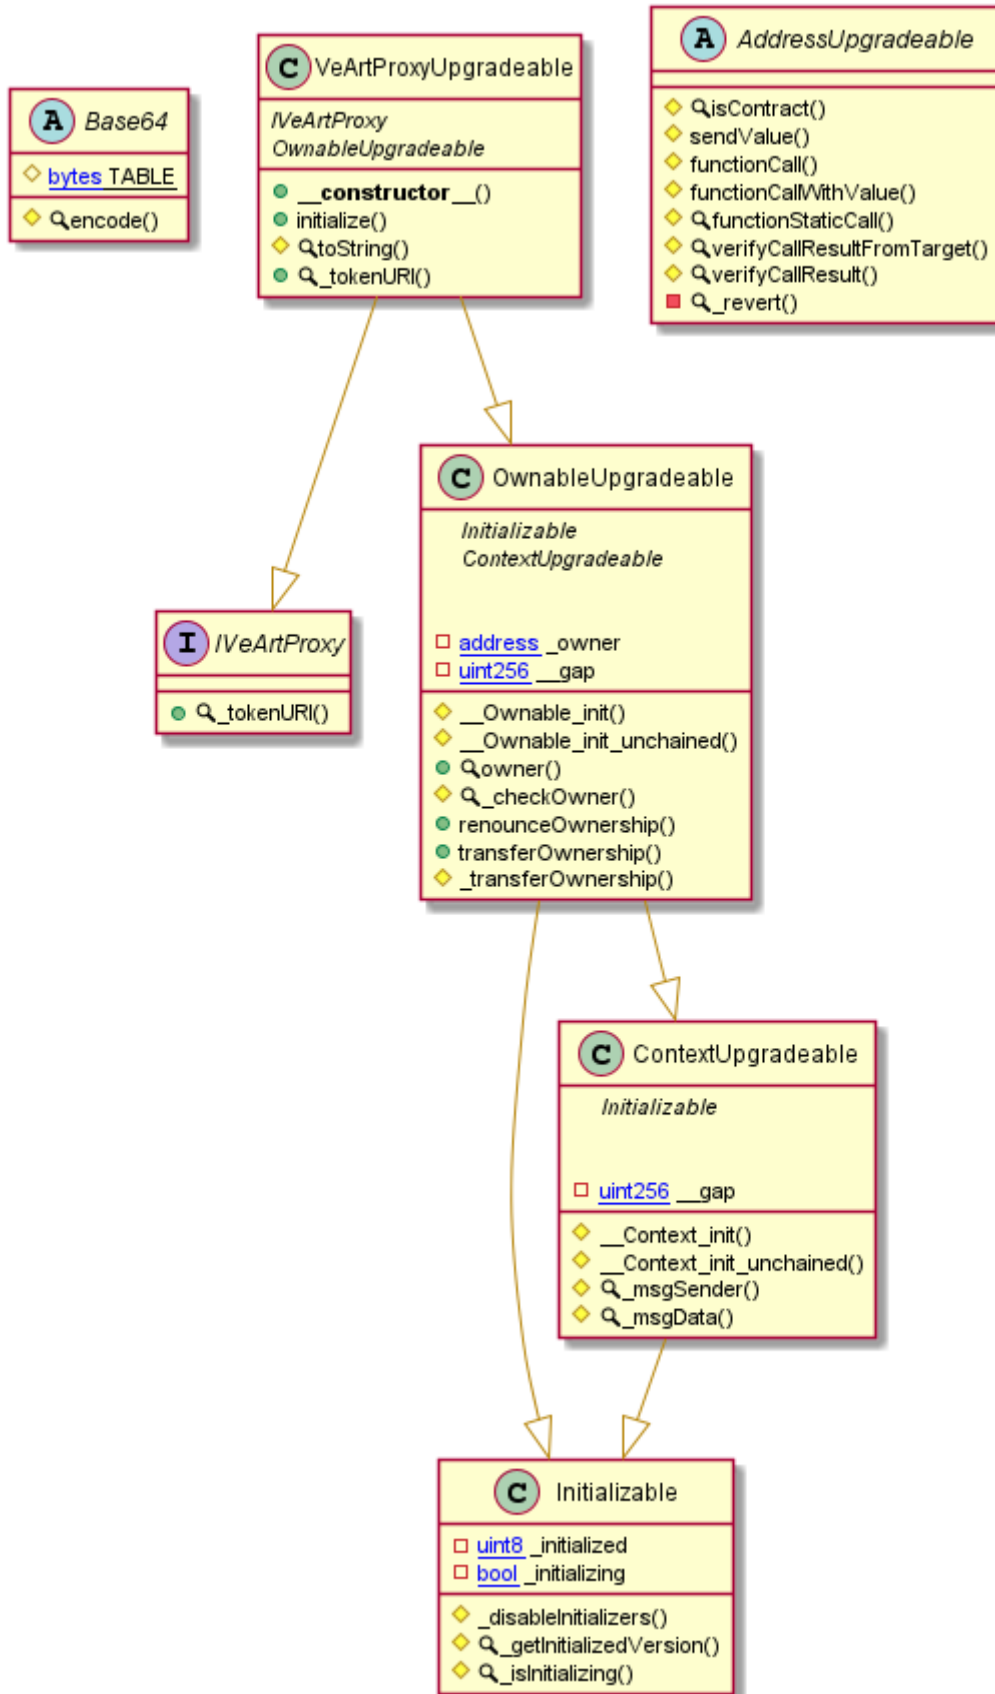 A Base64
bytes TABLE
encode()
C VeArtProxyUpgradeable
IVeArtProxy
OwnableUpgradeable
__constructor__()
initialize()
toString()
_tokenURI()
A AddressUpgradeable
isContract()
sendValue()
functionCall()
functionCallWithValue()
functionStaticCall()
verifyCallResultFromTarget()
verifyCallResult()
_revert()
C OwnableUpgradeable
Initializable
ContextUpgradeable
address _owner
uint256 __gap
__Ownable_init()
__Ownable_init_unchained()
owner()
_checkOwner()
renounceOwnership()
transferOwnership()
_transferOwnership()
I IVeArtProxy
_tokenURI()
C ContextUpgradeable
Initializable
uint256 __gap
__Context_init()
__Context_init_unchained()
_msgSender()
_msgData()
C Initializable
uint8 _initialized
bool _initializing
_disableInitializers()
_getInitializedVersion()
_isInitializing()